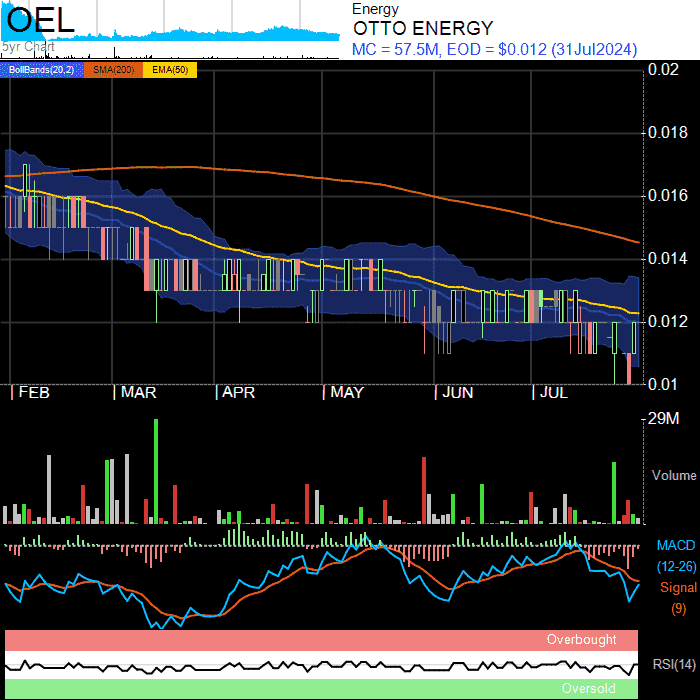 OEL
5yr Chart
Energy
OTTO ENERGY
MC = 57.5M, EOD = $0.012 (31Jul2024)
BollBands(20,2) SMA(200) EMA(50)
0.02
0.018
0.016
0.014
0.012
0.01
FEB MAR APR MAY JUN JUL
29M
Volume
MACD
(12-26)
Signal
(9)
Overbought
RSI(14)
Oversold